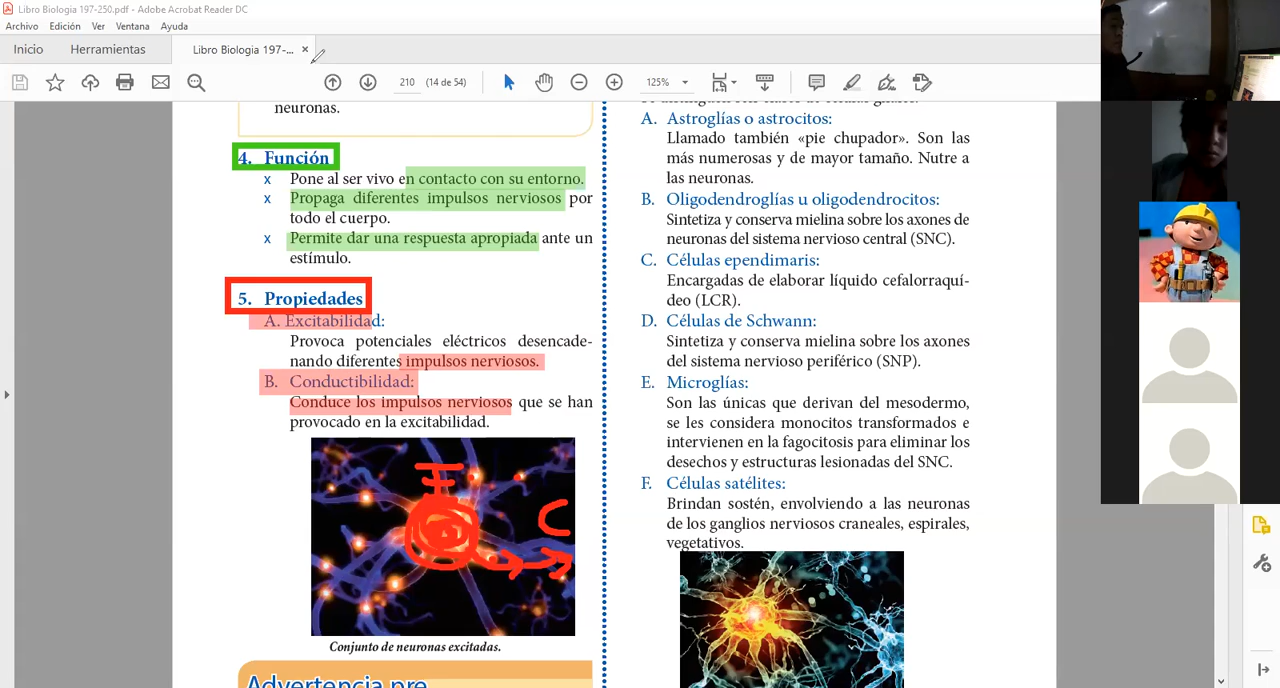 Libro Biologia 197-250.pdf - Adobe Acrobat Reader DC
Archivo Edición Ver Ventana Ayuda
Inicio Herramientas Libro Biologia 197-... ×
210 (14 de 54) 125%
neuronas.
4. Función
x Pone al ser vivo en contacto con su entorno.
x Propaga diferentes impulsos nerviosos por
todo el cuerpo.
x Permite dar una respuesta apropiada ante un
estímulo.
5. Propiedades
A. Excitabilidad:
Provoca potenciales eléctricos desencade-
nando diferentes impulsos nerviosos.
B. Conductibilidad:
Conduce los impulsos nerviosos que se han
provocado en la excitabilidad.
C
Conjunto de neuronas excitadas.
Advertencia pre
A. Astroglías o astrocitos:
Llamado también «pie chupador». Son las
más numerosas y de mayor tamaño. Nutre a
las neuronas.
B. Oligodendroglías u oligodendrocitos:
Sintetiza y conserva mielina sobre los axones de
neuronas del sistema nervioso central (SNC).
C. Células ependimaris:
Encargadas de elaborar líquido cefalorraquí-
deo (LCR).
D. Células de Schwann:
Sintetiza y conserva mielina sobre los axones
del sistema nervioso periférico (SNP).
E. Microglías:
Son las únicas que derivan del mesodermo,
se les considera monocitos transformados e
intervienen en la fagocitosis para eliminar los
desechos y estructuras lesionadas del SNC.
F. Células satélites:
Brindan sostén, envolviendo a las neuronas
de los ganglios nerviosos craneales, espirales,
vegetativos.